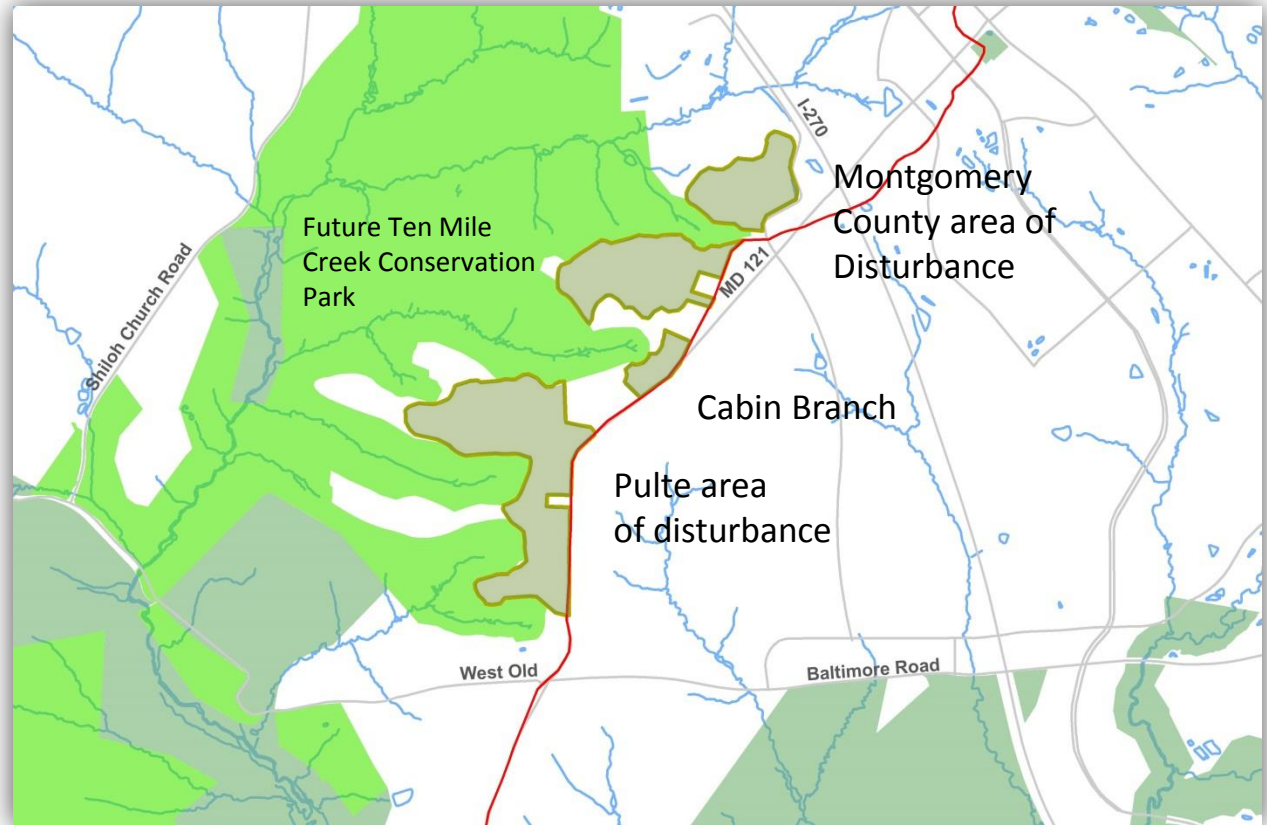 I-270
Montgomery
County area of
Disturbance
Future Ten Mile
Creek Conservation
Park
Shiloh Church Road
MD 121
Cabin Branch
Pulte area
of disturbance
West Old
Baltimore Road